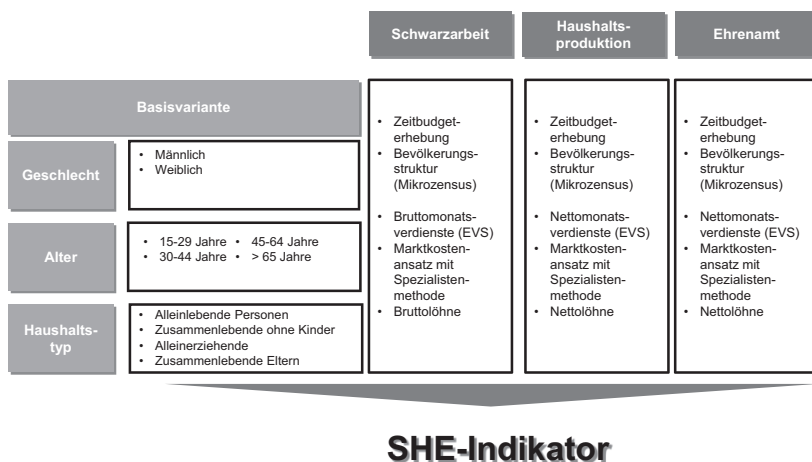 Schwarzarbeit
Haushalts-
produktion
Ehrenamt
Basisvariante
Geschlecht
• Männlich
• Weiblich
Alter
• 15-29 Jahre • 45-64 Jahre
• 30-44 Jahre • > 65 Jahre
Haushalts-
typ
• Alleinlebende Personen
• Zusammenlebende ohne Kinder
• Alleinerziehende
• Zusammenlebende Eltern
• Zeitbudget-
erhebung
• Bevölkerungs-
struktur
(Mikrozensus)
• Bruttomonats-
verdienste (EVS)
• Marktkosten-
ansatz mit
Spezialisten-
methode
• Bruttolöhne
• Zeitbudget-
erhebung
• Bevölkerungs-
struktur
(Mikrozensus)
• Nettomonats-
verdienste (EVS)
• Marktkosten-
ansatz mit
Spezialisten-
methode
• Nettolöhne
• Zeitbudget-
erhebung
• Bevölkerungs-
struktur
(Mikrozensus)
• Nettomonats-
verdienste (EVS)
• Marktkosten-
ansatz mit
Spezialisten-
methode
• Nettolöhne
SHE-Indikator